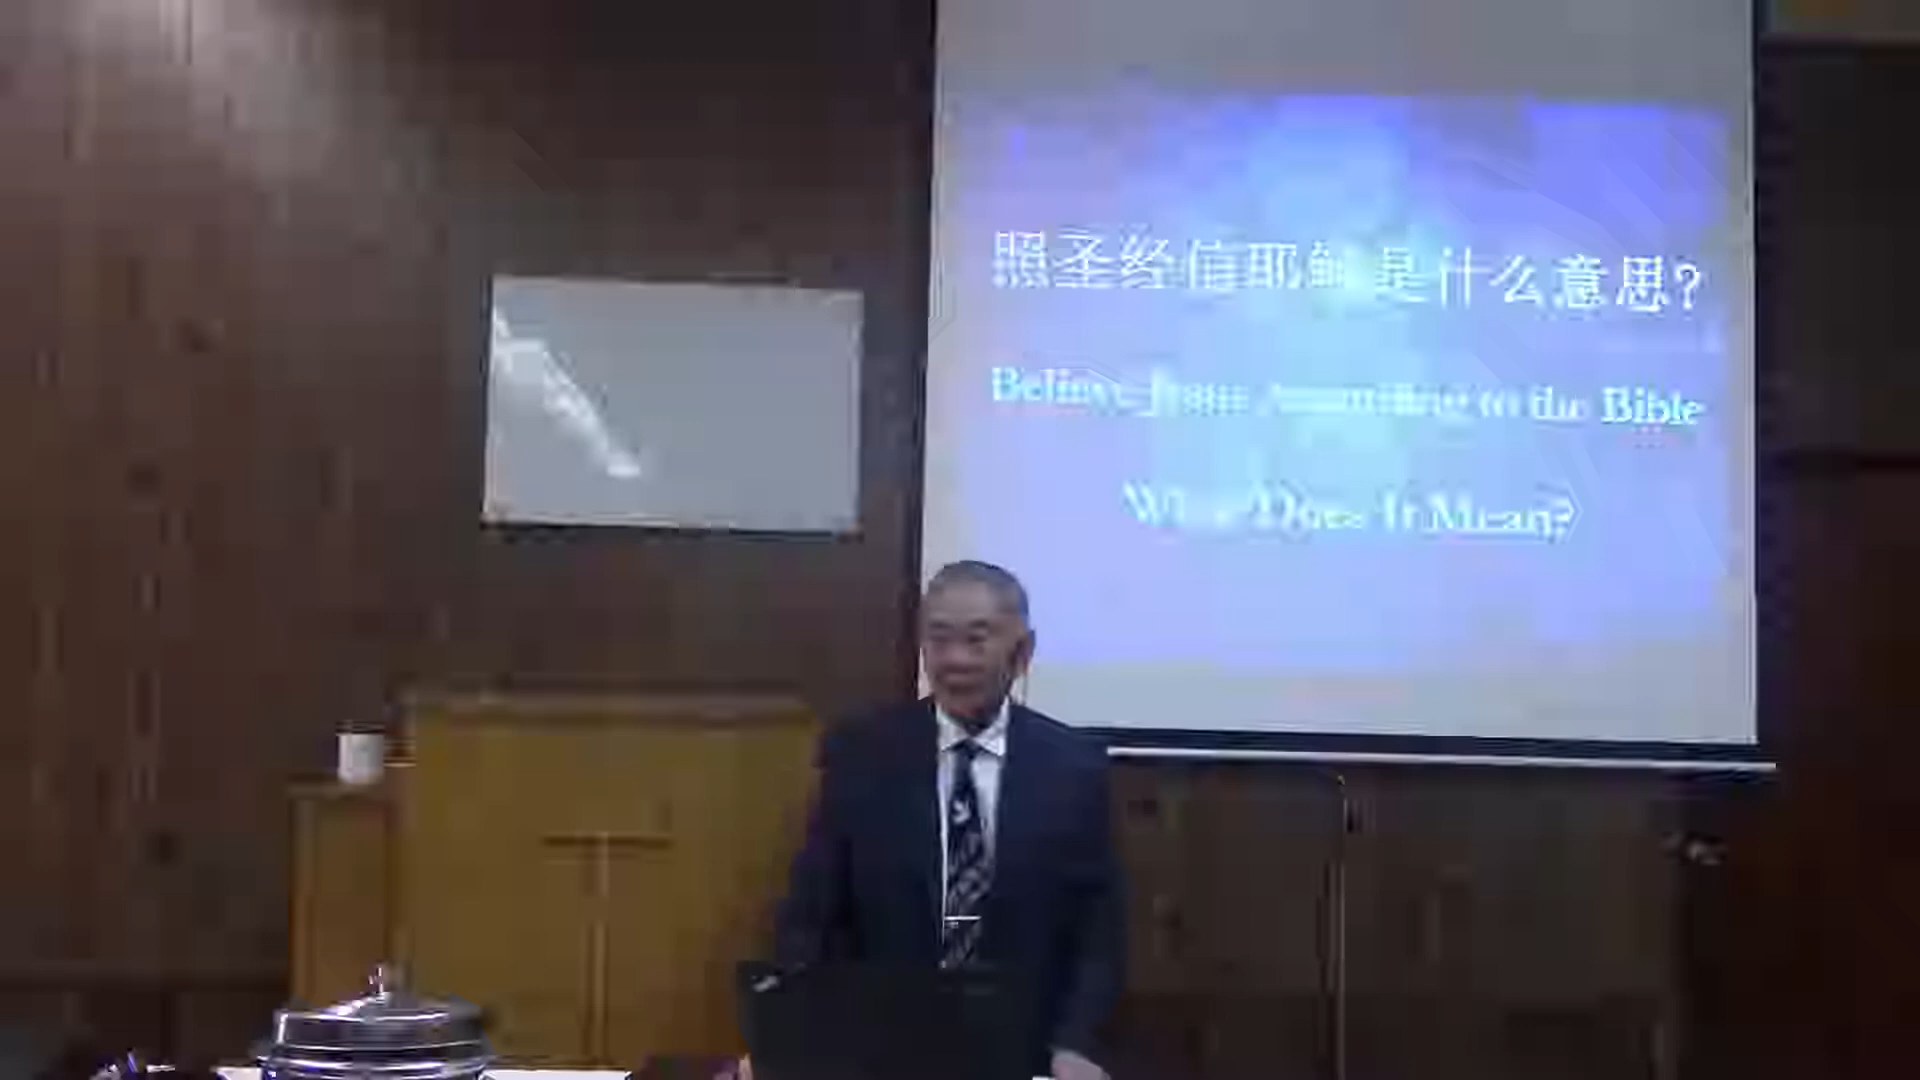 照圣经信耶稣是什么意思?
Believe Jesus According to the Bible
What Does It Mean?